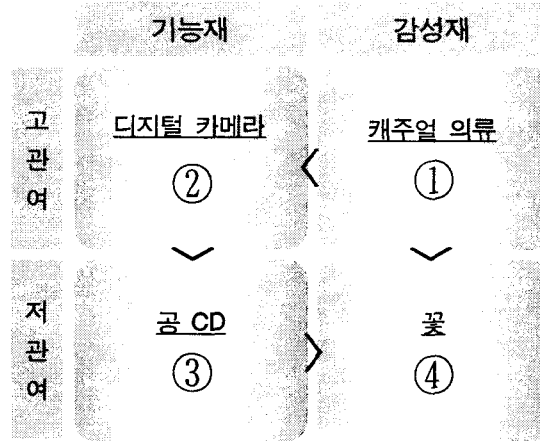 기능재 감성재
고관여
디지털 카메라 캐주얼 의류
② < ①
저관여
공 CD 꽃
③ > ④